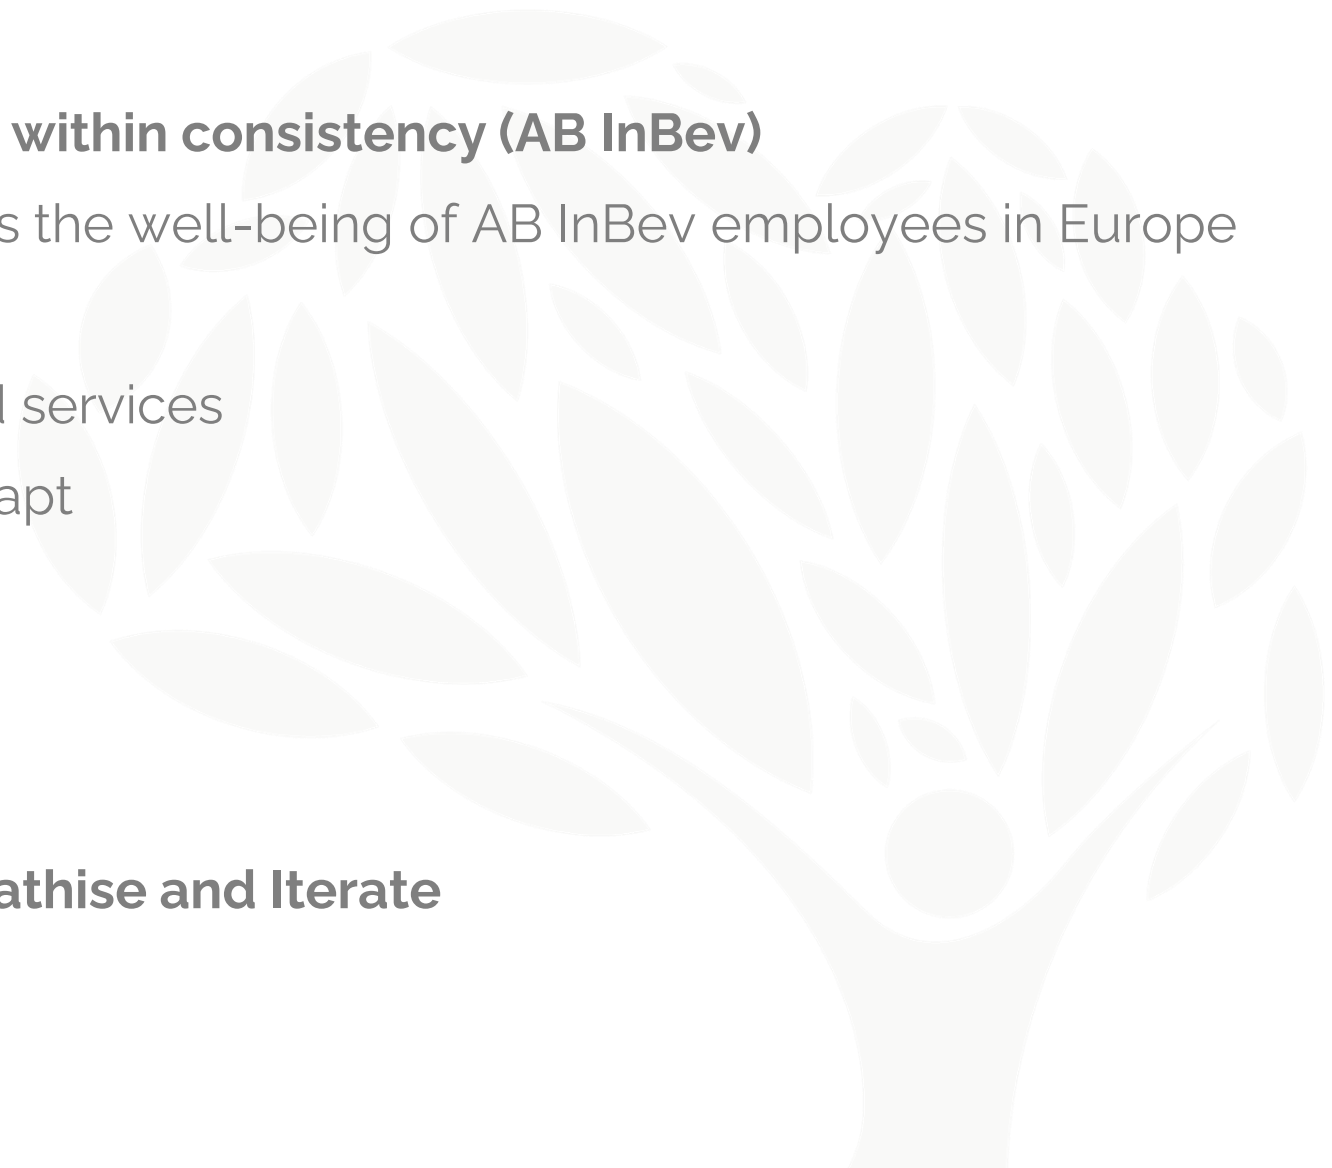 within consistency (AB InBev)
s the well-being of AB InBev employees in Europe
services
apt
athise and Iterate